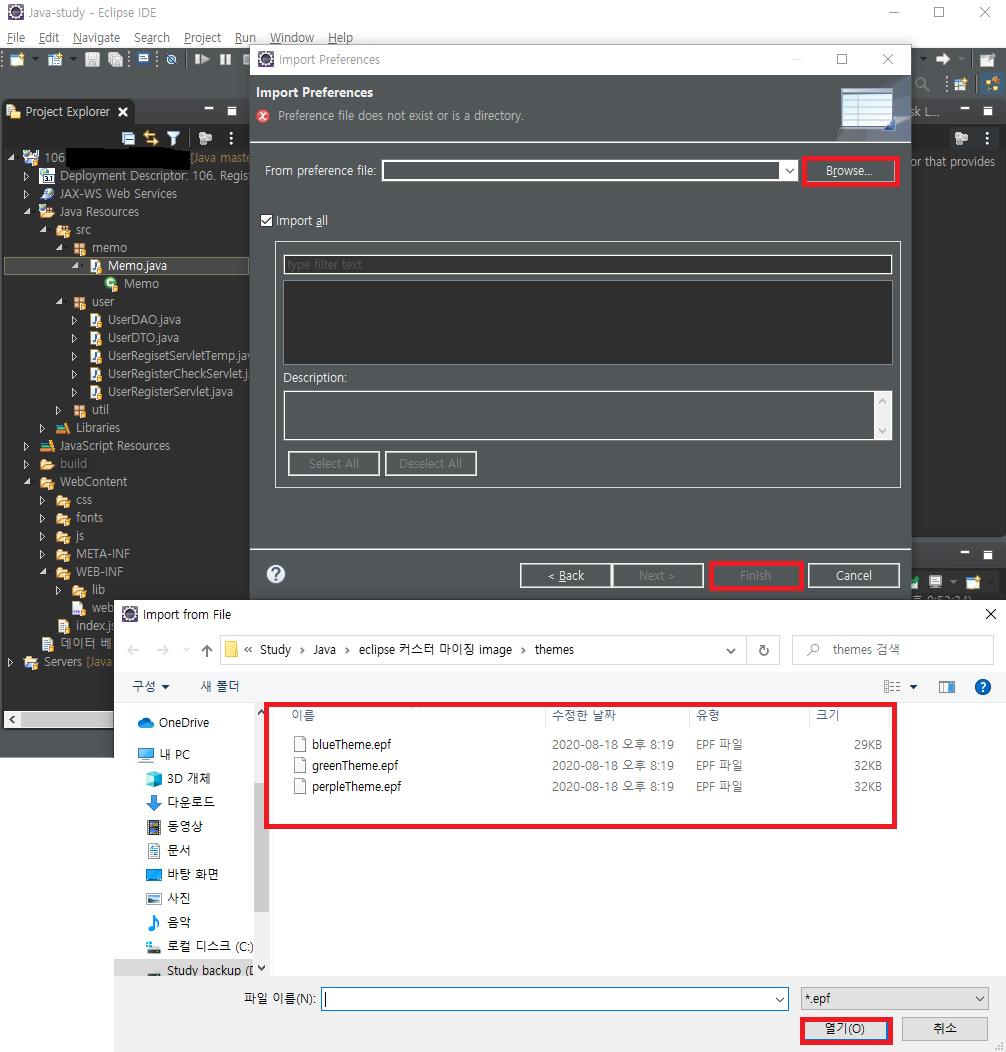 Java-study - Eclipse IDE
File Edit Navigate Search Project Run Window Help
Import Preferences
Import Preferences
Preference file does not exist or is a directory.
Project Explorer
sk L...
106 [Java mast
or that provides
Deployment Descriptor: 106. Regis
JAX-WS Web Services
Java Resources
src
memo
Memo.java
Memo
user
UserDAO.java
UserDTO.java
UserRegisetServletTemp.jav
UserRegisterCheckServlet.j
UserRegisterServlet.java
util
Libraries
JavaScript Resources
build
WebContent
css
fonts
js
META-INF
WEB-INF
lib
web
index.js
데이터 베
Servers [Java
From preference file:
Browse...
Import all
type filter text
Description:
Select All
Deselect All
< Back
Next >
Finish
Cancel
Import from File
« Study > Java > eclipse 커스터 마이징 image > themes
themes 검색
구성
새 폴더
OneDrive
내 PC
3D 개체
다운로드
동영상
문서
바탕 화면
사진
음악
로컬 디스크 (C:)
Study backup (D
이름 수정한 날짜 유형 크기
blueTheme.epf 2020-08-18 오후 8:19 EPF 파일 29KB
greenTheme.epf 2020-08-18 오후 8:19 EPF 파일 32KB
perpleTheme.epf 2020-08-18 오후 8:19 EPF 파일 32KB
파일 이름(N):
*.epf
열기(O)
취소